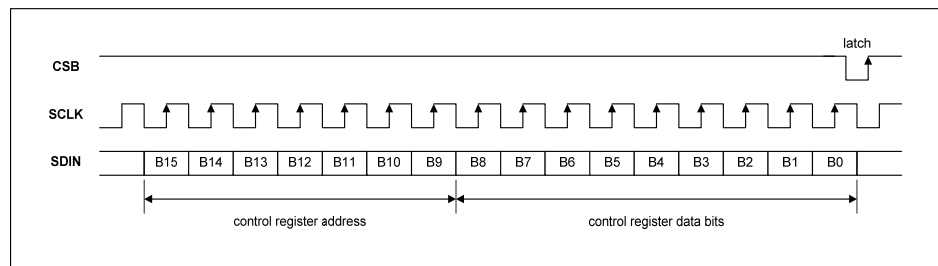 latch
CSB
SCLK
SDIN B15 B14 B13 B12 B11 B10 B9 B8 B7 B6 B5 B4 B3 B2 B1 B0
control register address control register data bits